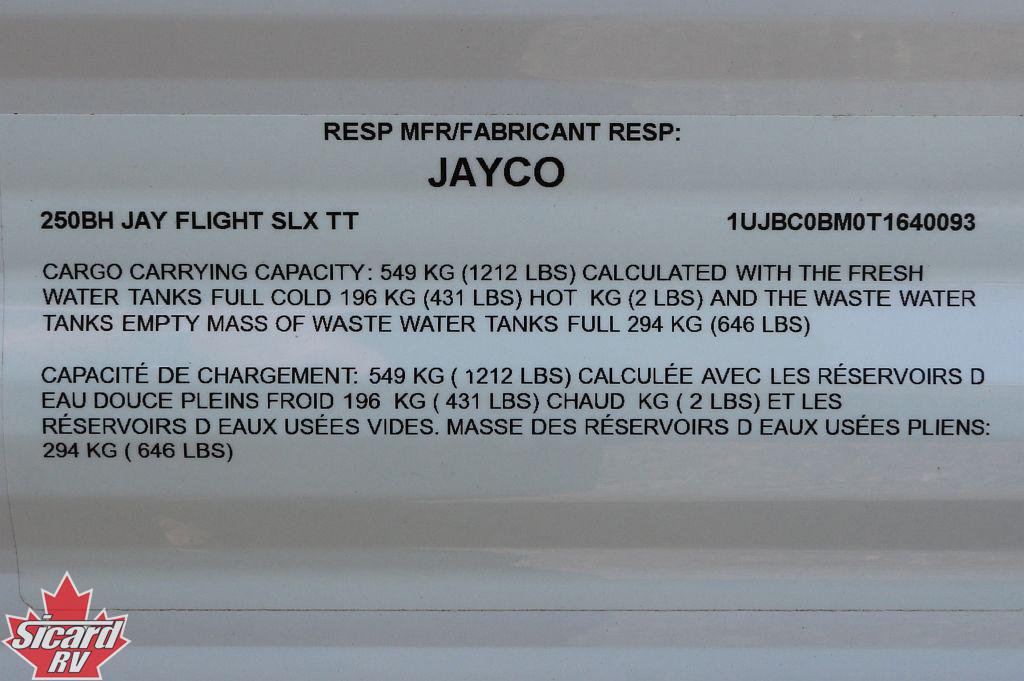 RESP MFR/FABRICANT RESP:
JAYCO
250BH JAY FLIGHT SLX TT 1UJBC0BM0T1640093
CARGO CARRYING CAPACITY: 549 KG (1212 LBS) CALCULATED WITH THE FRESH
WATER TANKS FULL COLD 196 KG (431 LBS) HOT KG (2 LBS) AND THE WASTE WATER
TANKS EMPTY MASS OF WASTE WATER TANKS FULL 294 KG (646 LBS)
CAPACITÉ DE CHARGEMENT: 549 KG ( 1212 LBS) CALCULÉE AVEC LES RÉSERVOIRS D
EAU DOUCE PLEINS FROID 196 KG ( 431 LBS) CHAUD KG ( 2 LBS) ET LES
RÉSERVOIRS D EAUX USÉES VIDES. MASSE DES RÉSERVOIRS D EAUX USÉES PLIENS:
294 KG ( 646 LBS)
Sicard
RV